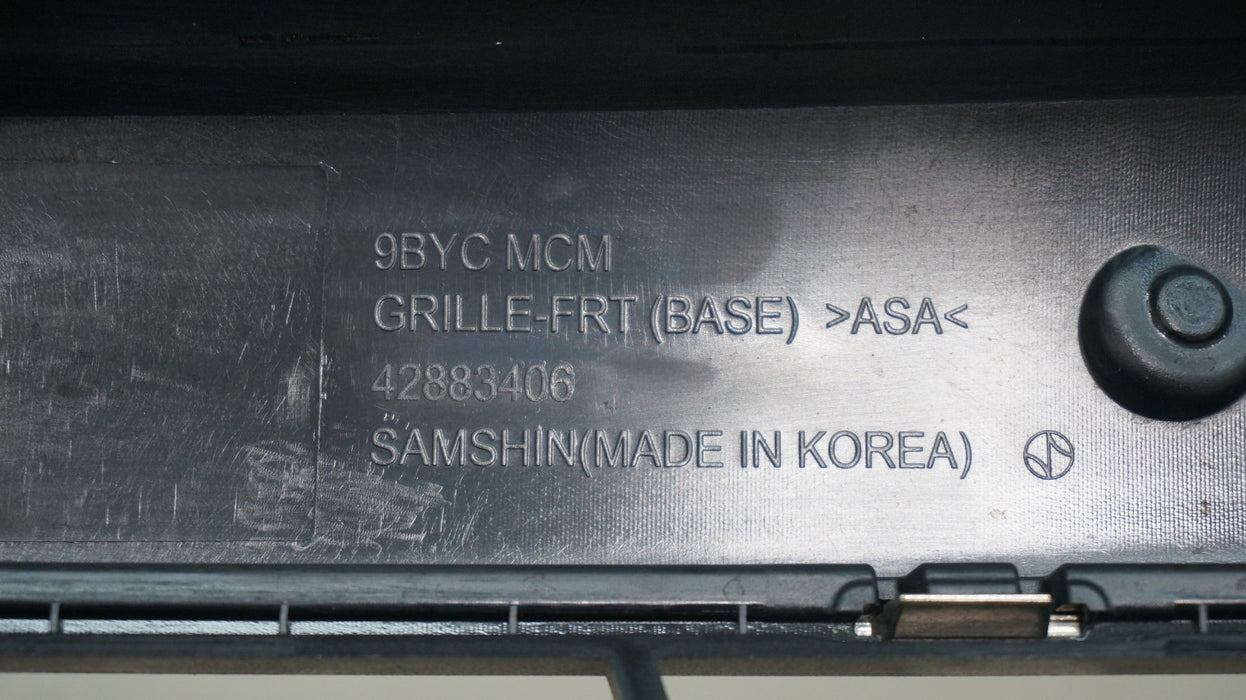 9BYC MCM
GRILLE-FRT (BASE) >ASA<
42883406
SAMSHIN(MADE IN KOREA)